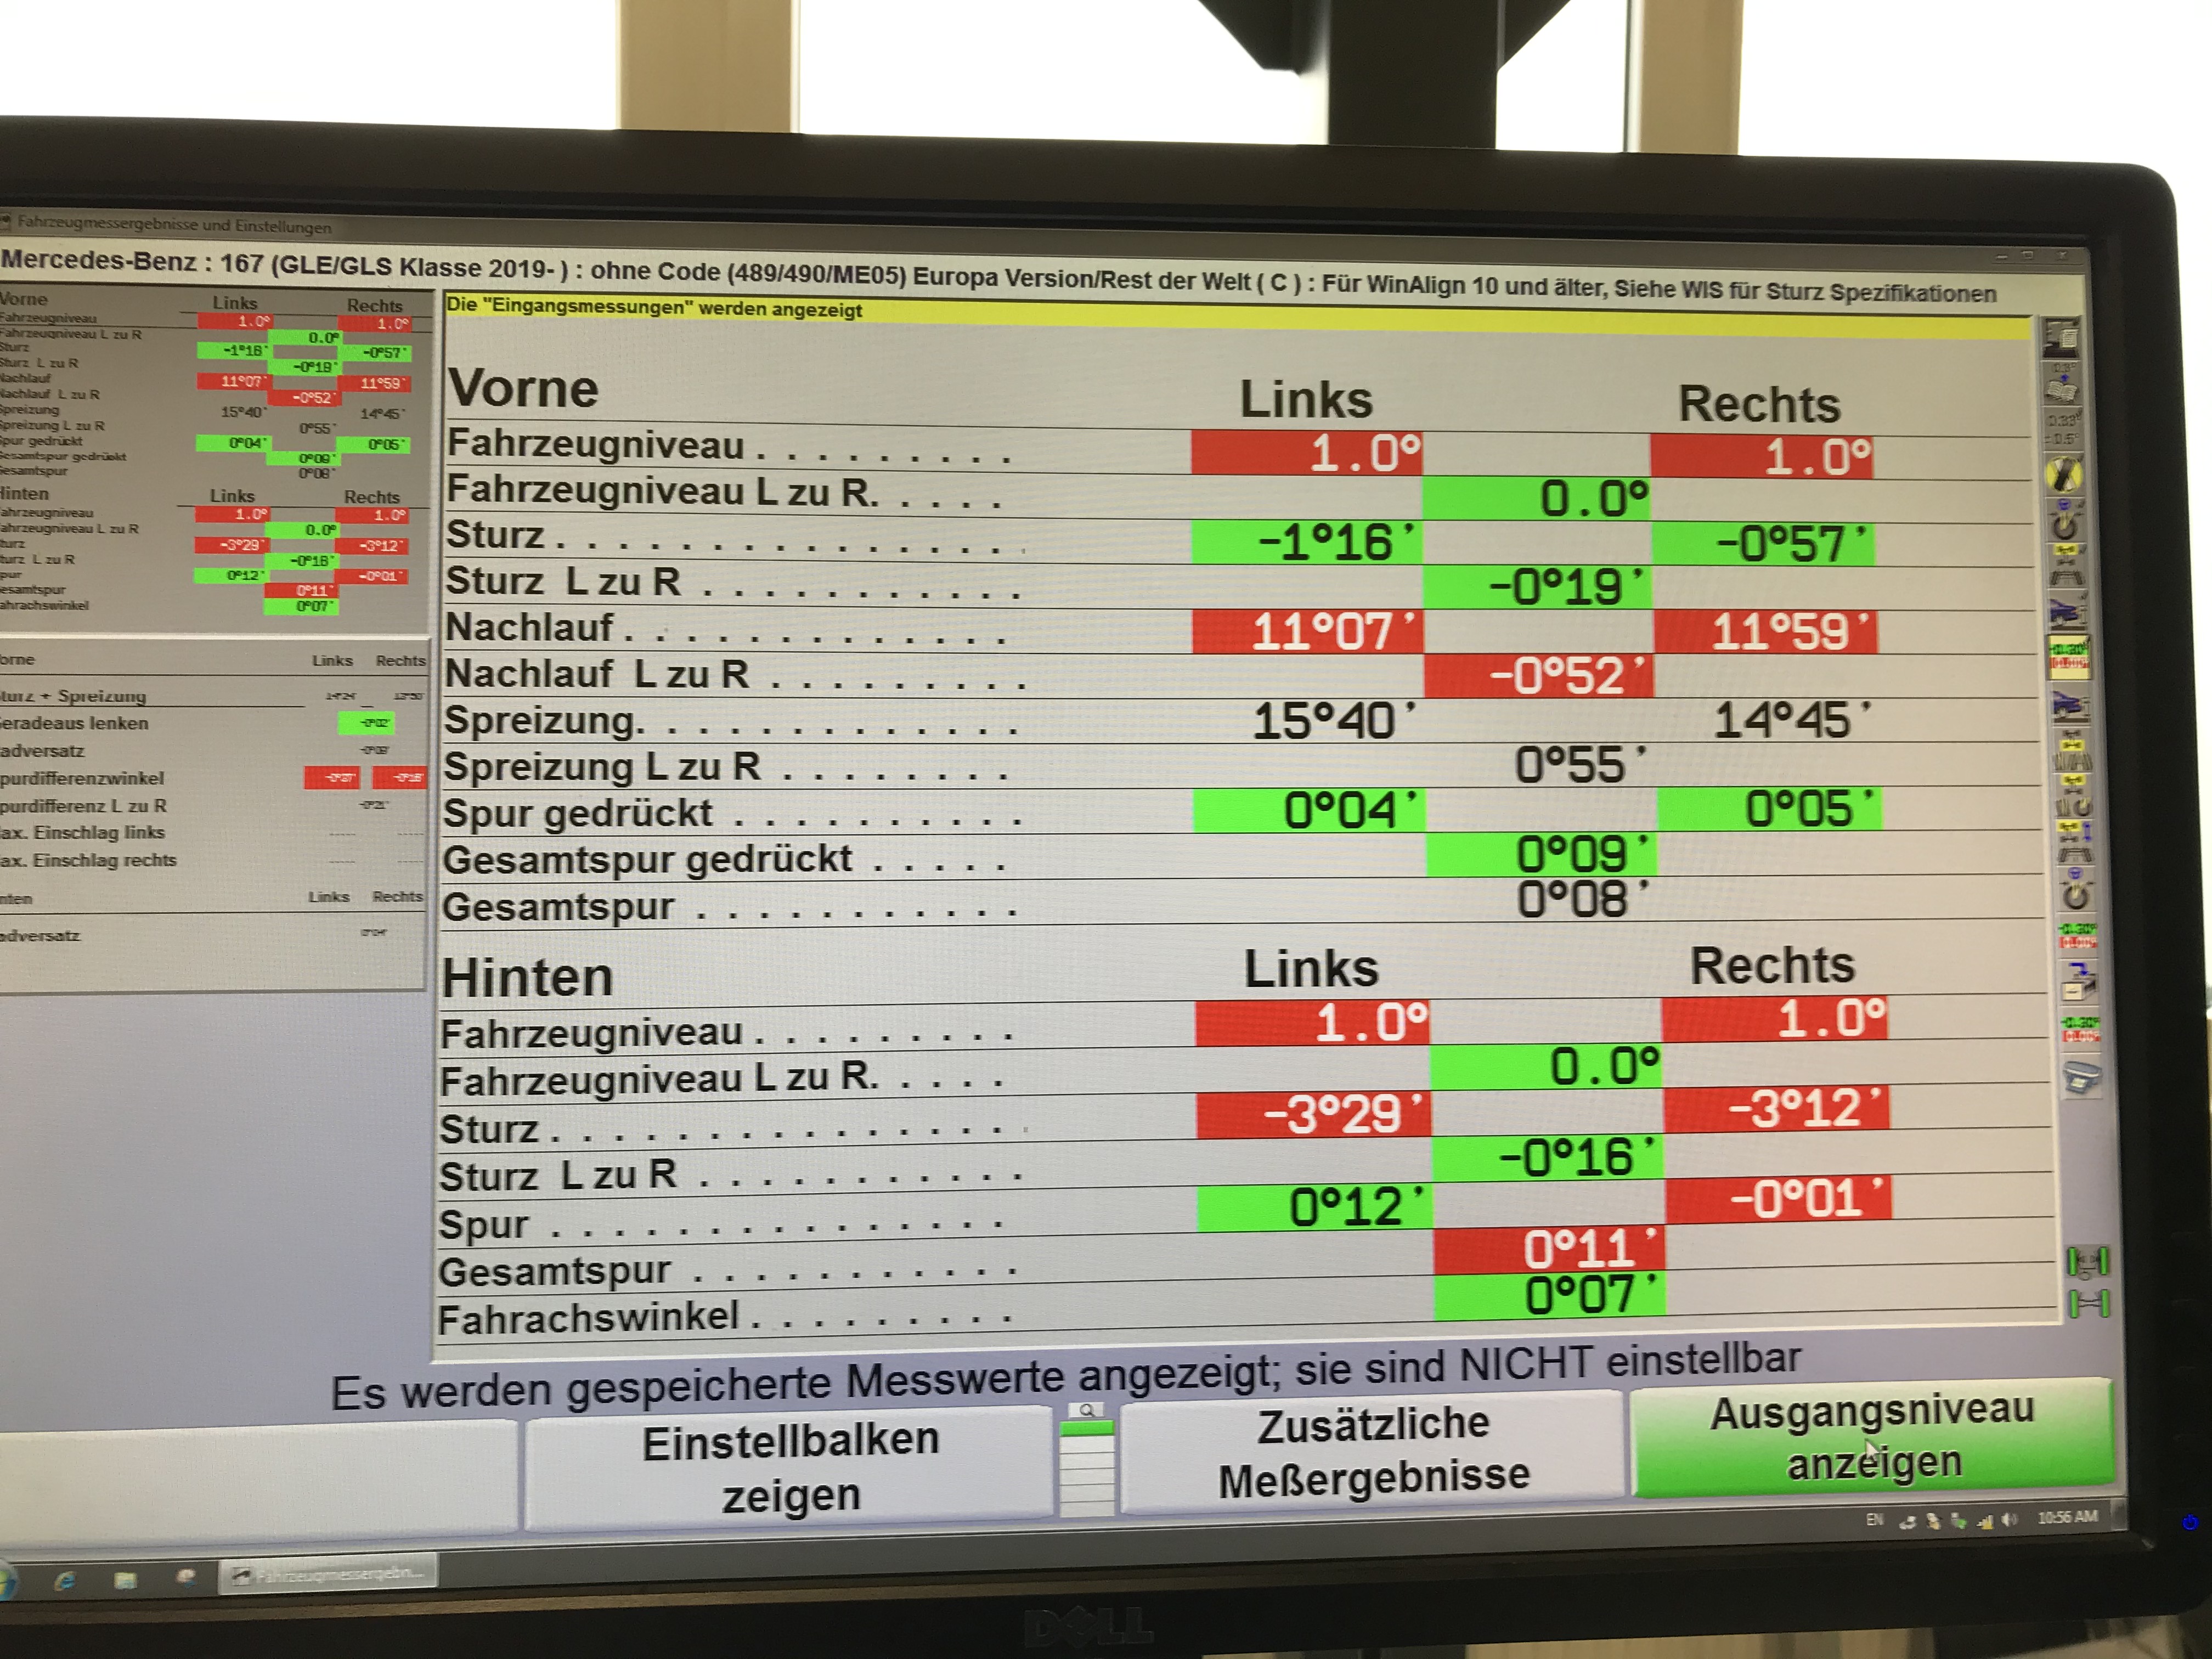 Fahrzeugmessergebnisse und Einstellungen
Mercedes-Benz : 167 (GLE/GLS Klasse 2019- ) : ohne Code (489/490/ME05) Europa Version/Rest der Welt ( C ) : Für WinAlign 10 und älter, Siehe WIS für Sturz Spezifikationen
Vorne Links Rechts
Fahrzeugniveau 1.0° 1.0°
Fahrzeugniveau L zu R 0.0°
Sturz -1°16' -0°57'
Sturz L zu R -0°19'
Nachlauf 11°07' 11°59'
Nachlauf L zu R -0°52'
Spreizung 15°40' 14°45'
Spreizung L zu R 0°55'
Spur gedrückt 0°04' 0°05'
Gesamtspur gedrückt 0°09'
Gesamtspur 0°08'
Hinten Links Rechts
ahrzeugniveau 1.0° 1.0°
ahrzeugniveau L zu R 0.0°
turz -3°29' -3°12'
turz L zu R -0°16'
pur 0°12' -0°01'
esamtspur 0°11'
ahrachswinkel 0°07'
orne Links Rechts
turz + Spreizung
eradeaus lenken -0°02'
adversatz
purdifferenzwinkel
purdifferenz L zu R
ax. Einschlag links ----- -----
ax. Einschlag rechts ----- -----
nten Links Rechts
adversatz
Die "Eingangsmessungen" werden angezeigt
Vorne Links Rechts
Fahrzeugniveau . . . . . . . . . 1.0° 1.0°
Fahrzeugniveau L zu R. . . . . 0.0°
Sturz . . . . . . . . . . . . . . . -1°16' -0°57'
Sturz L zu R . . . . . . . . . . . -0°19'
Nachlauf . . . . . . . . . . . . . 11°07' 11°59'
Nachlauf L zu R . . . . . . . . . -0°52'
Spreizung. . . . . . . . . . . . . 15°40' 14°45'
Spreizung L zu R . . . . . . . . 0°55'
Spur gedrückt . . . . . . . . . . 0°04' 0°05'
Gesamtspur gedrückt . . . . . 0°09'
Gesamtspur . . . . . . . . . . . 0°08'
Hinten Links Rechts
Fahrzeugniveau . . . . . . . . . 1.0° 1.0°
Fahrzeugniveau L zu R. . . . . 0.0°
Sturz . . . . . . . . . . . . . . . -3°29' -3°12'
Sturz L zu R . . . . . . . . . . . -0°16'
Spur . . . . . . . . . . . . . . . 0°12' -0°01'
Gesamtspur . . . . . . . . . . . 0°11'
Fahrachswinkel . . . . . . . . . 0°07'
Es werden gespeicherte Messwerte angezeigt; sie sind NICHT einstellbar
Einstellbalken
zeigen
Zusätzliche
Meßergebnisse
Ausgangsniveau
anzeigen
EN 10:56 AM
Fahrzeugmessergebn...
DELL